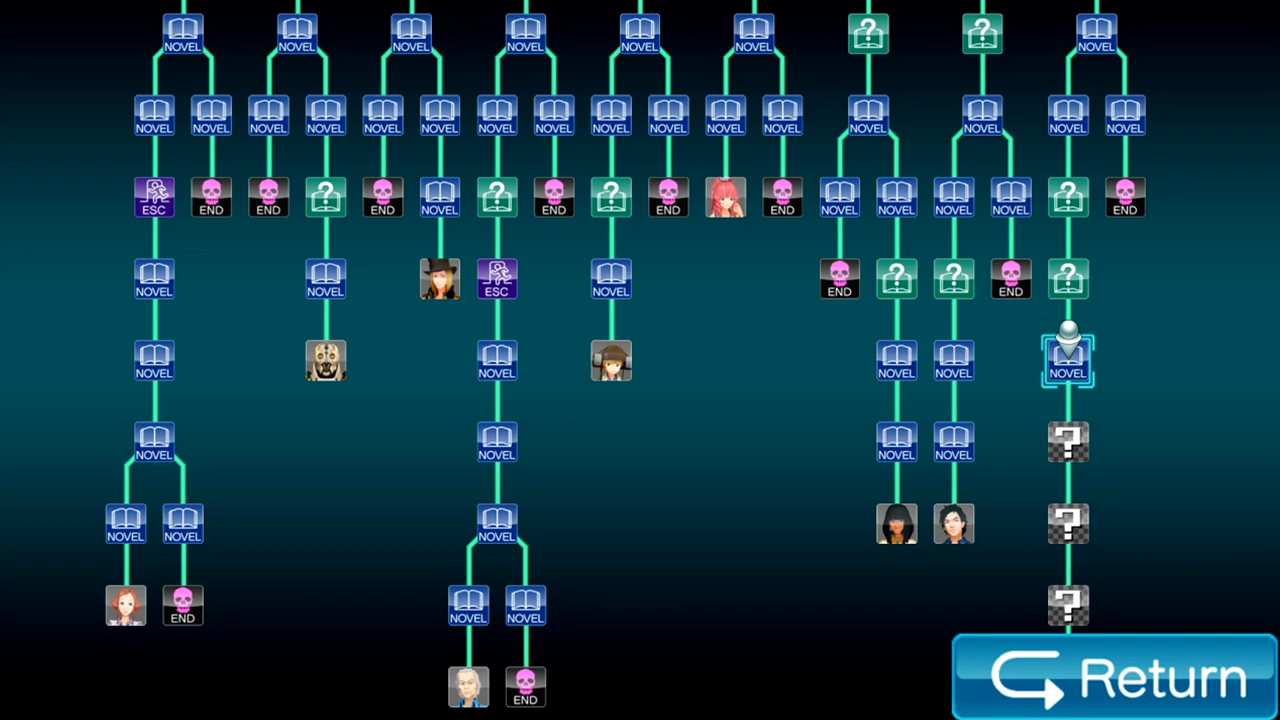 NOVEL NOVEL NOVEL NOVEL NOVEL NOVEL ? ? NOVEL
NOVEL NOVEL NOVEL NOVEL NOVEL NOVEL NOVEL NOVEL NOVEL NOVEL NOVEL NOVEL NOVEL NOVEL NOVEL NOVEL
ESC END END ? END NOVEL ? END ? END END NOVEL NOVEL NOVEL NOVEL ? END
NOVEL NOVEL ESC NOVEL END ? ? END ?
NOVEL NOVEL NOVEL NOVEL NOVEL
NOVEL NOVEL NOVEL NOVEL ?
NOVEL NOVEL NOVEL ?
END NOVEL NOVEL ?
END
Return